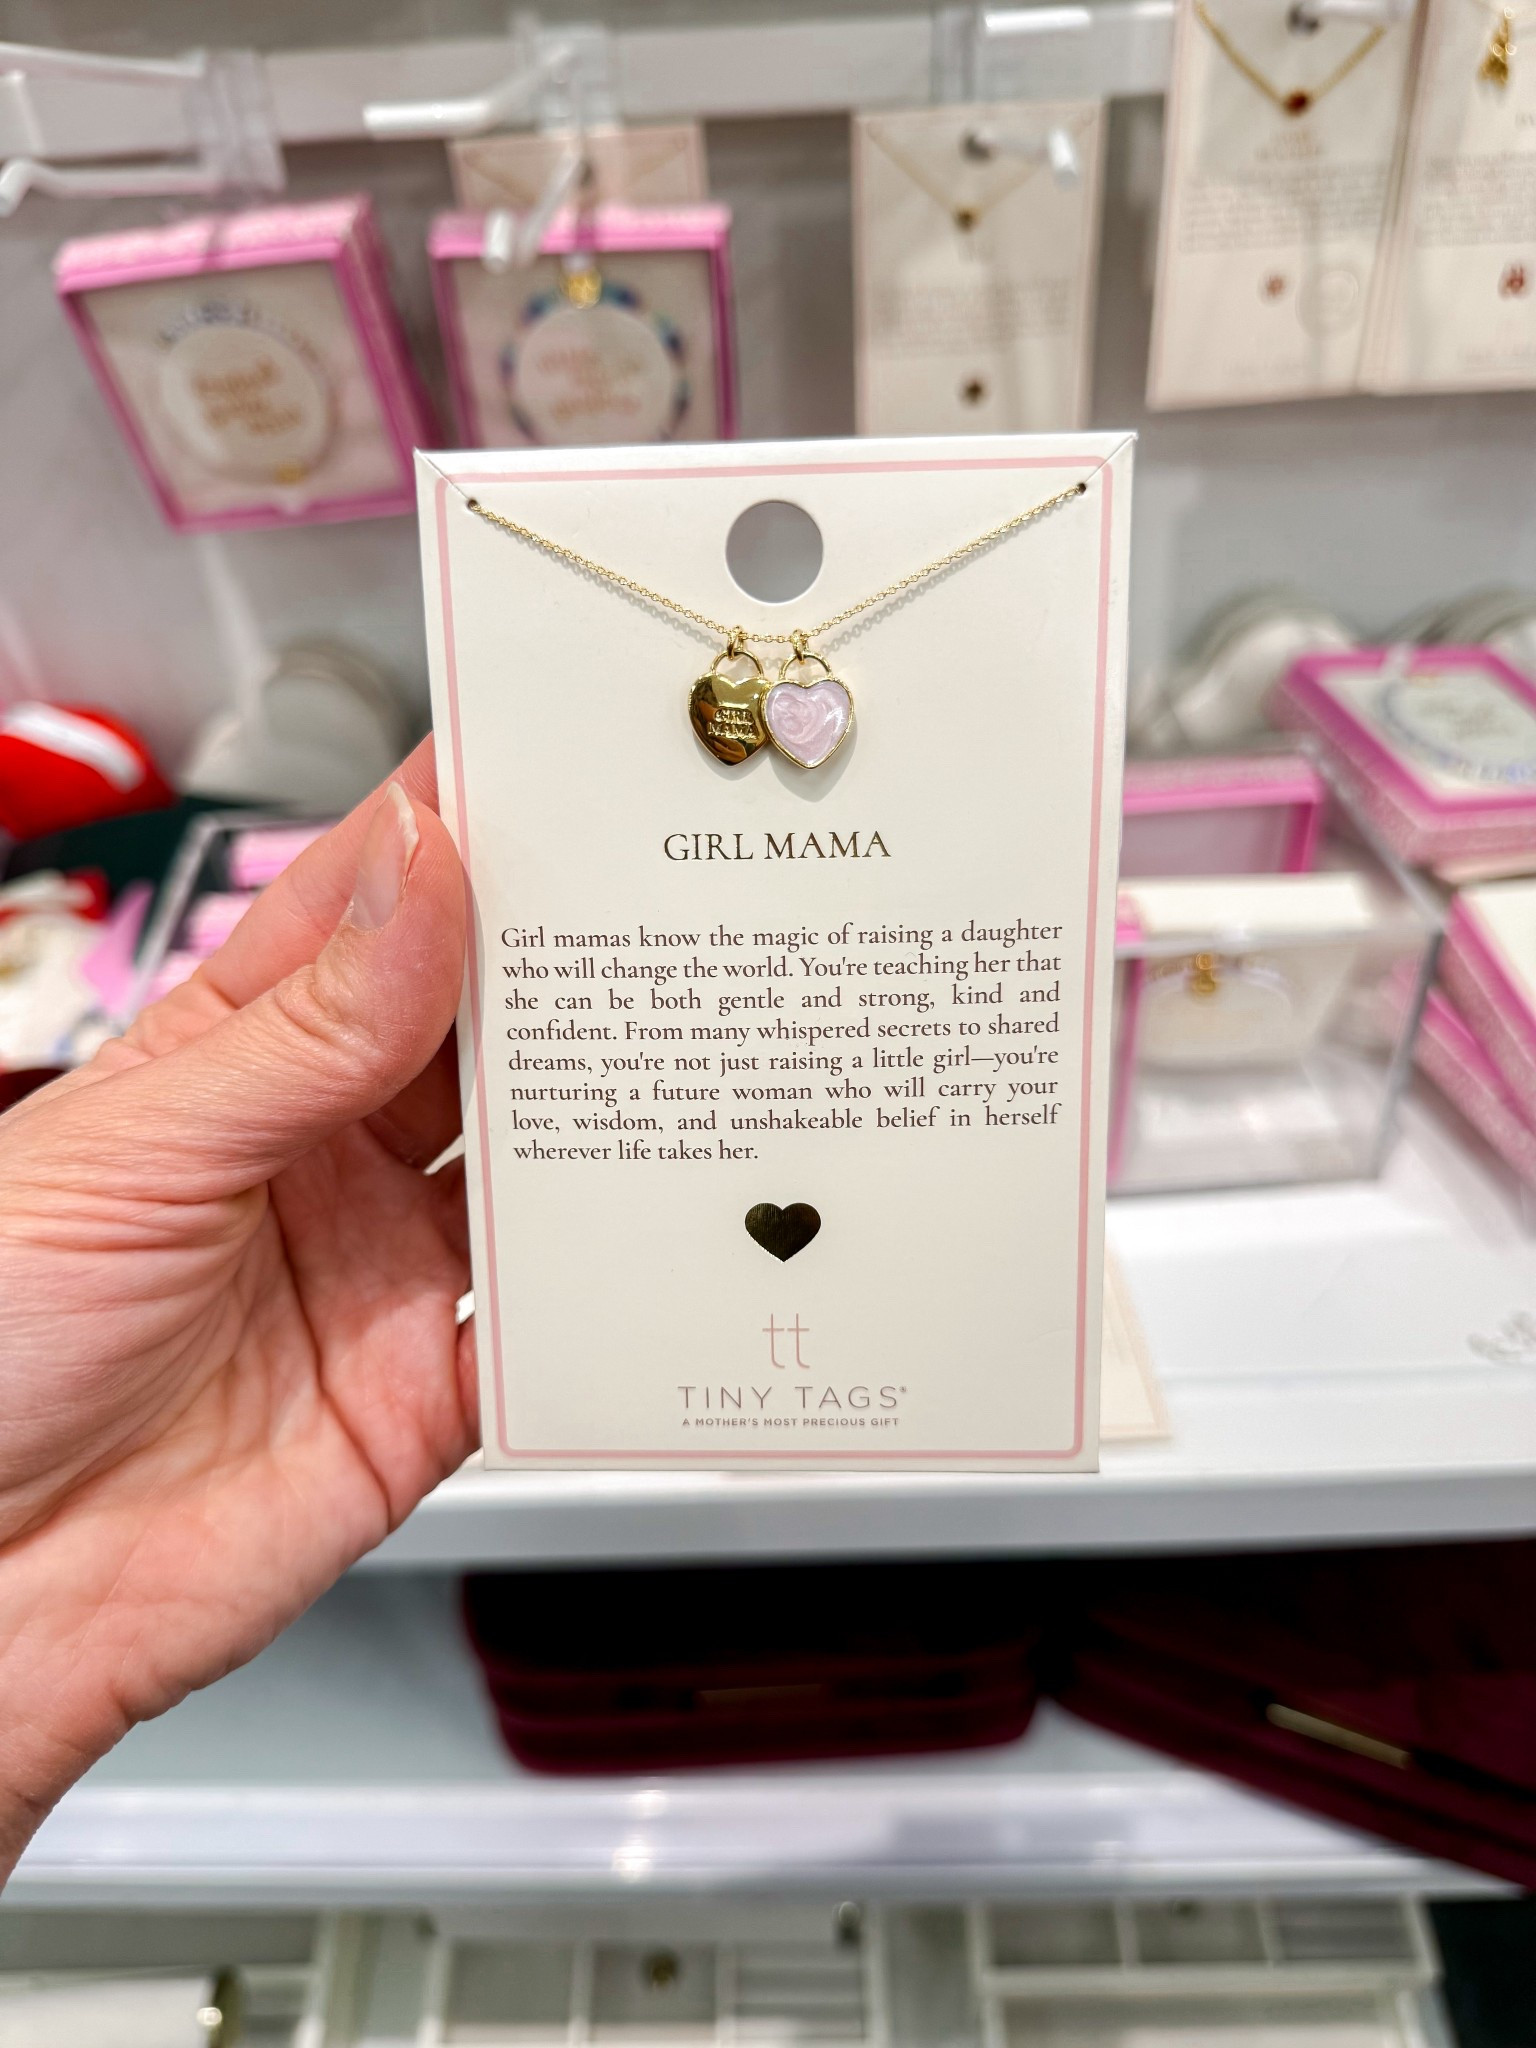 GIRL
MAMA
GIRL MAMA
Girl mamas know the magic of raising a daughter
who will change the world. You're teaching her that
she can be both gentle and strong, kind and
confident. From many whispered secrets to shared
dreams, you're not just raising a little girl—you're
nurturing a future woman who will carry your
love, wisdom, and unshakeable belief in herself
wherever life takes her.
tt
TINY TAGS®
A MOTHER'S MOST PRECIOUS GIFT